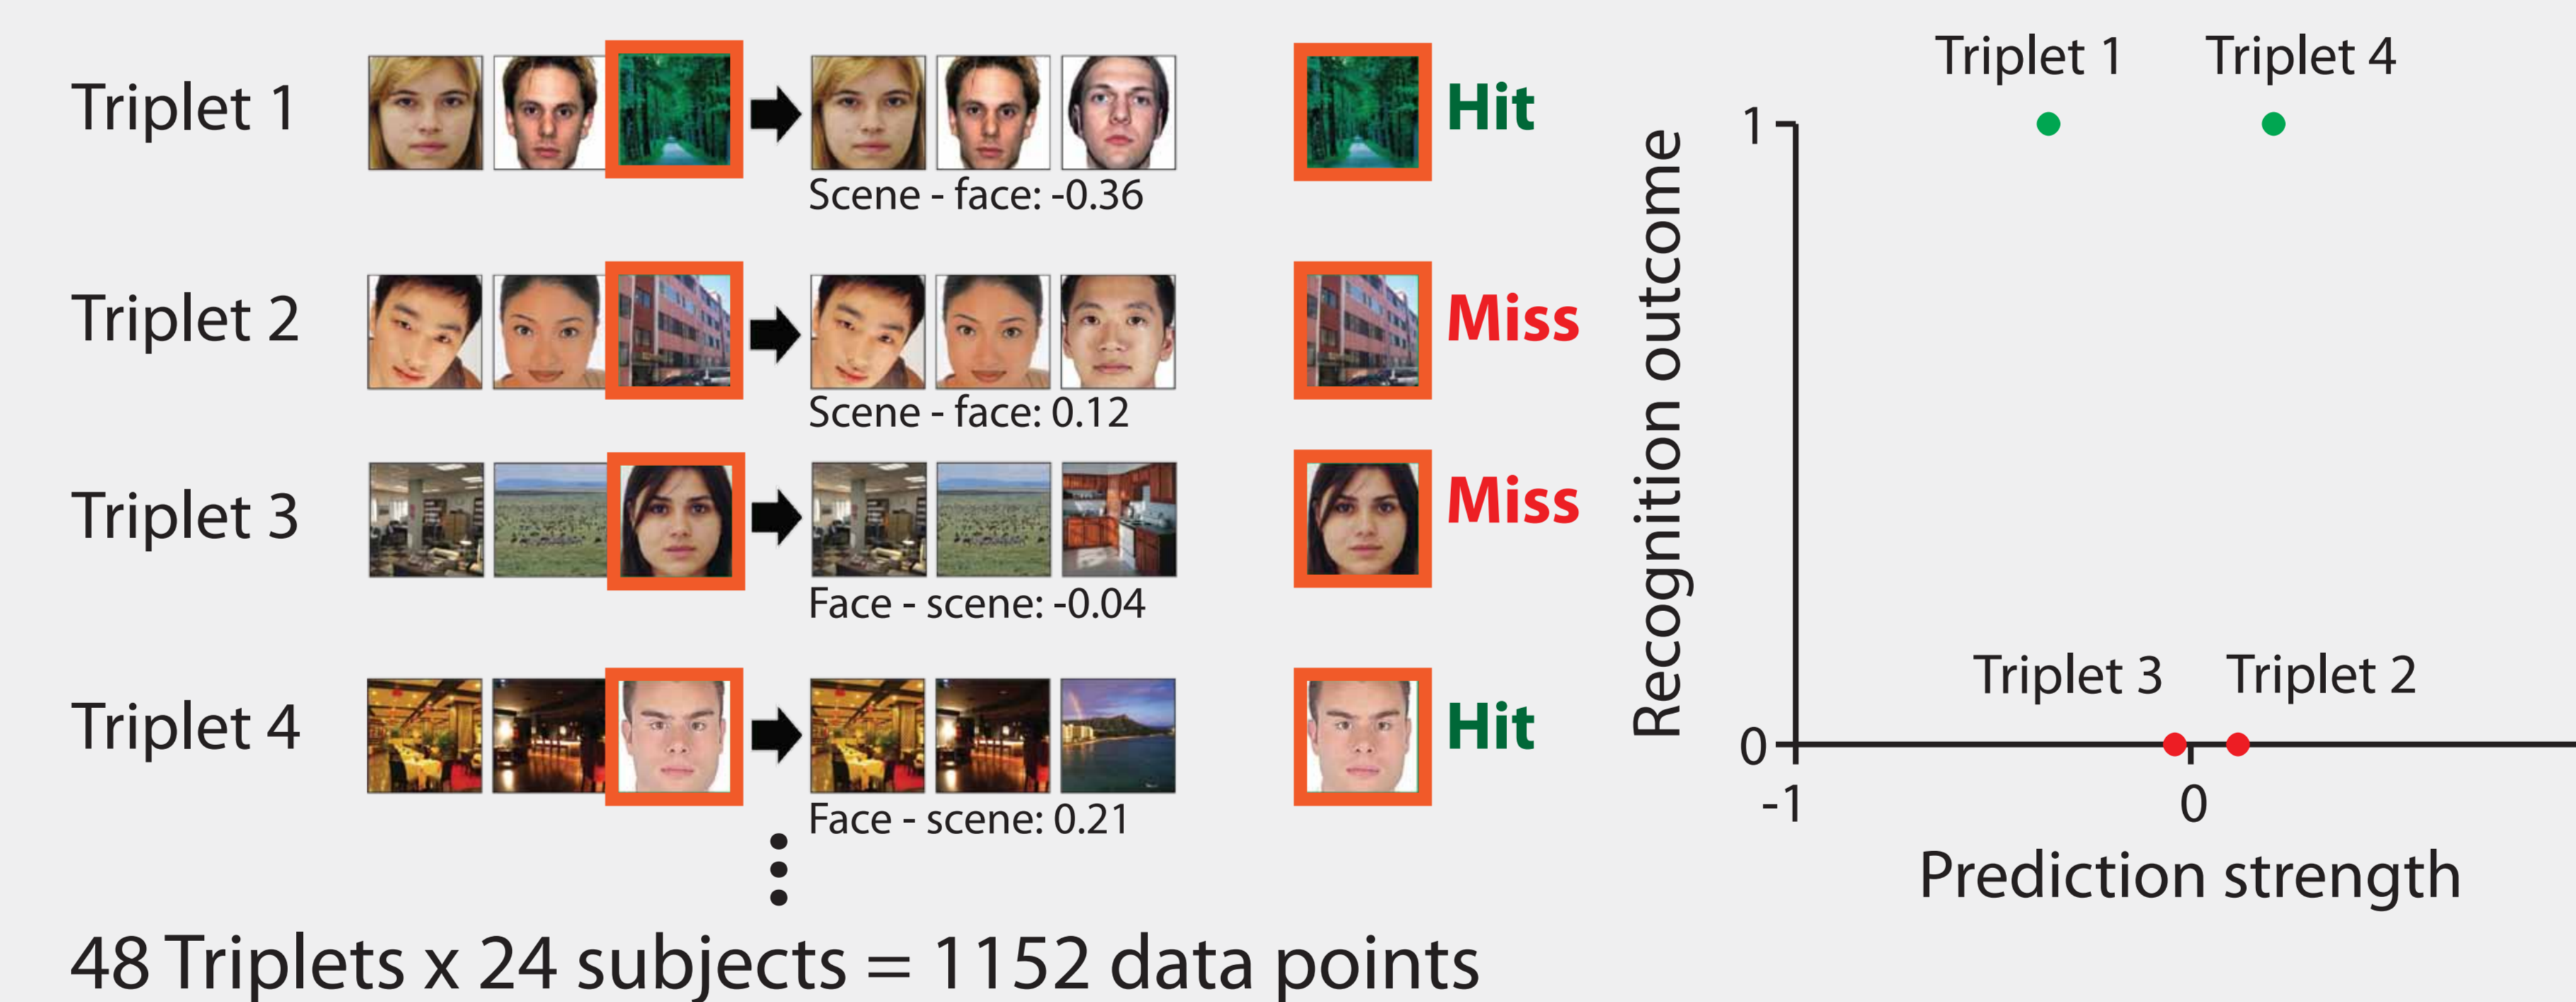 Triplet 1
Scene - face: -0.36
Hit
Triplet 2
Scene - face: 0.12
Miss
Triplet 3
Face - scene: -0.04
Miss
Triplet 4
Face - scene: 0.21
Hit
48 Triplets x 24 subjects = 1152 data points
Triplet 1 Triplet 4
1
Recognition outcome
Triplet 3 Triplet 2
0
-1 0
Prediction strength